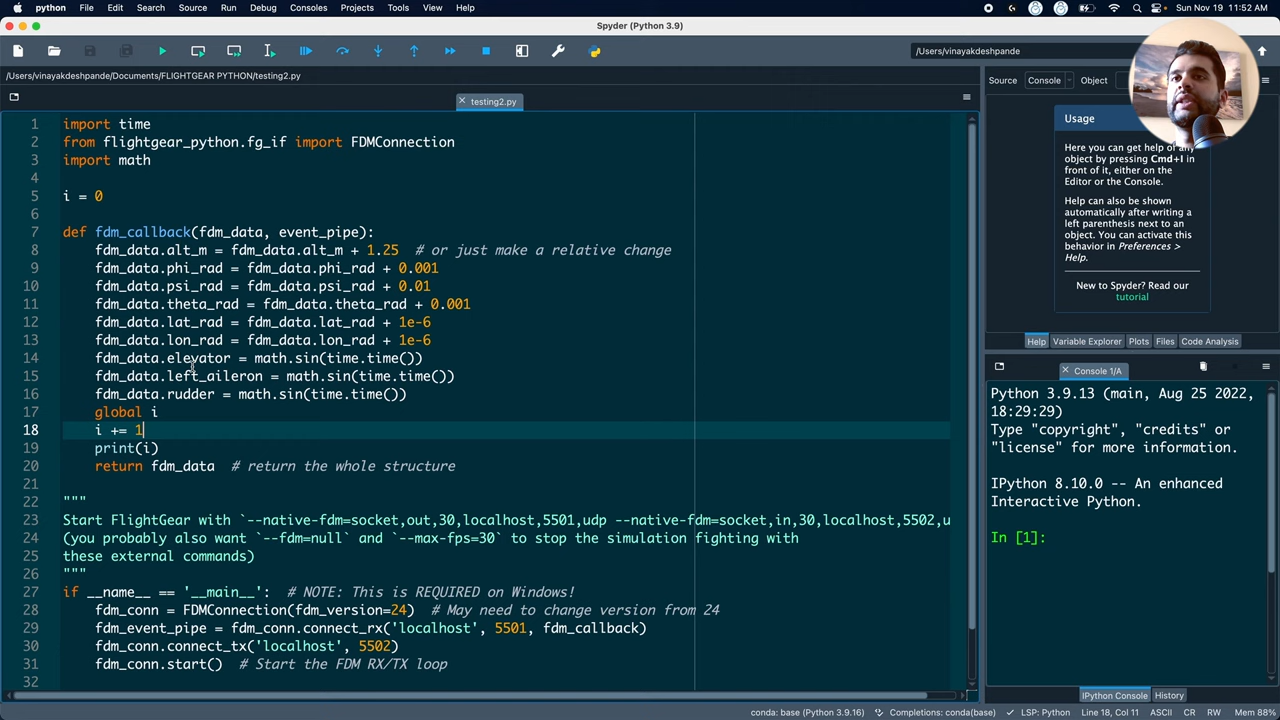 python File Edit Search Source Run Debug Consoles Projects Tools View Help Sun Nov 19 11:52 AM
Spyder (Python 3.9)
/Users/vinayakdeshpande
/Users/vinayakdeshpande/Documents/FLIGHTGEAR PYTHON/testing2.py
testing2.py
1 import time
2 from flightgear_python.fg_if import FDMConnection
3 import math
4
5 i = 0
6
7 def fdm_callback(fdm_data, event_pipe):
8 fdm_data.alt_m = fdm_data.alt_m + 1.25 # or just make a relative change
9 fdm_data.phi_rad = fdm_data.phi_rad + 0.001
10 fdm_data.psi_rad = fdm_data.psi_rad + 0.01
11 fdm_data.theta_rad = fdm_data.theta_rad + 0.001
12 fdm_data.lat_rad = fdm_data.lat_rad + 1e-6
13 fdm_data.lon_rad = fdm_data.lon_rad + 1e-6
14 fdm_data.elevator = math.sin(time.time())
15 fdm_data.left_aileron = math.sin(time.time())
16 fdm_data.rudder = math.sin(time.time())
17 global i
18 i += 1
19 print(i)
20 return fdm_data # return the whole structure
21
22 """
23 Start FlightGear with `--native-fdm=socket,out,30,localhost,5501,udp --native-fdm=socket,in,30,localhost,5502,u
24 (you probably also want `--fdm=null` and `--max-fps=30` to stop the simulation fighting with
25 these external commands)
26 """
27 if __name__ == '__main__': # NOTE: This is REQUIRED on Windows!
28 fdm_conn = FDMConnection(fdm_version=24) # May need to change version from 24
29 fdm_event_pipe = fdm_conn.connect_rx('localhost', 5501, fdm_callback)
30 fdm_conn.connect_tx('localhost', 5502)
31 fdm_conn.start() # Start the FDM RX/TX loop
32
Source Console Object
Usage
Here you can get help of any
object by pressing Cmd+I in
front of it, either on the
Editor or the Console.
Help can also be shown
automatically after writing a
left parenthesis next to an
object. You can activate this
behavior in Preferences >
Help.
New to Spyder? Read our
tutorial
Help Variable Explorer Plots Files Code Analysis
Console 1/A
Python 3.9.13 (main, Aug 25 2022,
18:29:29)
Type "copyright", "credits" or
"license" for more information.
IPython 8.10.0 -- An enhanced
Interactive Python.
In [1]:
IPython Console History
conda: base (Python 3.9.16) Completions: conda(base) LSP: Python Line 18, Col 11 ASCII CR RW Mem 88%